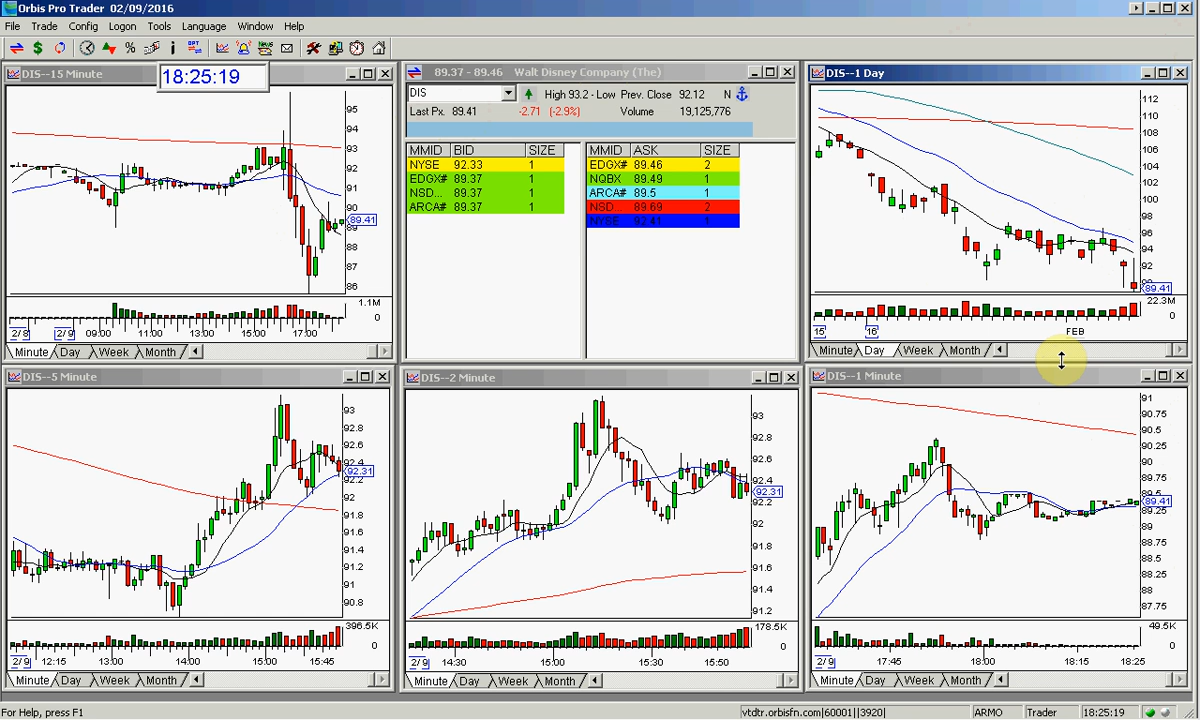 Orbis Pro Trader 02/09/2016
File Trade Config Logon Tools Language Window Help
DIS--15 Minute
18:25:19
95
94
93
92
91
90
89.41
89
88
87
86
1.1M
0
2/8 2/9 09:00 11:00 13:00 15:00 17:00
Minute Day Week Month
89.37 - 89.46 Walt Disney Company (The)
DIS High 93.2 - Low Prev. Close 92.12 N
Last Px. 89.41 -2.71 (-2.9%) Volume 19,125,776
MMID BID SIZE
NYSE 92.33 1
EDGX# 89.37 1
NSD... 89.37 1
ARCA# 89.37 1
MMID ASK SIZE
EDGX# 89.46 2
NQBX 89.49 1
ARCA# 89.5 1
NSD... 89.69 2
NYSE 92.41 1
DIS--1 Day
112
110
108
106
104
102
100
98
96
94
92
89.41
22.3M
0
15 16 FEB
Minute Day Week Month
DIS--5 Minute
93
92.8
92.6
92.4
92.31
92.2
92
91.8
91.6
91.4
91.2
91
90.8
396.5K
0
2/9 12:15 13:00 14:00 15:00 15:45
Minute Day Week Month
DIS--2 Minute
93
92.8
92.6
92.4
92.31
92.2
92
91.8
91.6
91.4
91.2
178.5K
0
2/9 14:30 15:00 15:30 15:50
Minute Day Week Month
DIS--1 Minute
91
90.75
90.5
90.25
90
89.75
89.5
89.41
89.25
89
88.75
88.5
88.25
88
87.75
49.5K
0
2/9 17:45 18:00 18:15 18:25
Minute Day Week Month
For Help, press F1
vtdtr.orbisfn.com|60001||3920| ARMO Trader 18:25:19